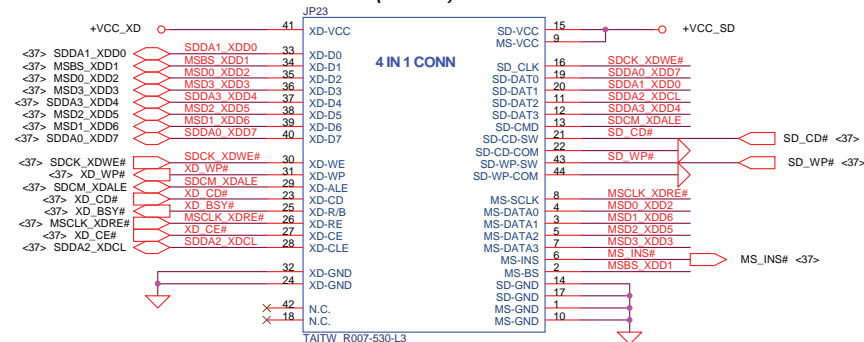 JP23
+VCC_XD 41 XD-VCC SD-VCC 15 +VCC_SD
MS-VCC 9
4 IN 1 CONN
<37> SDDA1_XDD0 SDDA1_XDD0 33 XD-D0
<37> MSBS_XDD1 MSBS_XDD1 34 XD-D1
<37> MSD0_XDD2 MSD0_XDD2 35 XD-D2
<37> MSD3_XDD3 MSD3_XDD3 36 XD-D3
<37> SDDA3_XDD4 SDDA3_XDD4 37 XD-D4
<37> MSD2_XDD5 MSD2_XDD5 38 XD-D5
<37> MSD1_XDD6 MSD1_XDD6 39 XD-D6
<37> SDDA0_XDD7 SDDA0_XDD7 40 XD-D7
<37> SDCK_XDWE# SDCK_XDWE# 30 XD-WE
<37> XD_WP# XD_WP# 31 XD-WP
<37> SDCM_XDALE SDCM_XDALE 29 XD-ALE
<37> XD_CD# XD_CD# 23 XD-CD
<37> XD_BSY# XD_BSY# 25 XD-R/B
<37> MSCLK_XDRE# MSCLK_XDRE# 26 XD-RE
<37> XD_CE# XD_CE# 27 XD-CE
<37> SDDA2_XDCL SDDA2_XDCL 28 XD-CLE
32 XD-GND
24 XD-GND
42 N.C.
18 N.C.
SD_CLK 16 SDCK_XDWE#
SD-DAT0 19 SDDA0_XDD7
SD-DAT1 20 SDDA1_XDD0
SD-DAT2 11 SDDA2_XDCL
SD-DAT3 12 SDDA3_XDD4
SD-CMD 13 SDCM_XDALE
SD-CD-SW 21 SD_CD# SD_CD# <37>
SD-CD-COM 22
SD-WP-SW 43 SD_WP# SD_WP# <37>
SD-WP-COM 44
MS-SCLK 8 MSCLK_XDRE#
MS-DATA0 4 MSD0_XDD2
MS-DATA1 3 MSD1_XDD6
MS-DATA2 5 MSD2_XDD5
MS-DATA3 7 MSD3_XDD3
MS-INS 6 MS_INS# MS_INS# <37>
MS-BS 2 MSBS_XDD1
SD-GND 14
SD-GND 17
MS-GND 1
MS-GND 10
TAITW_R007-530-L3